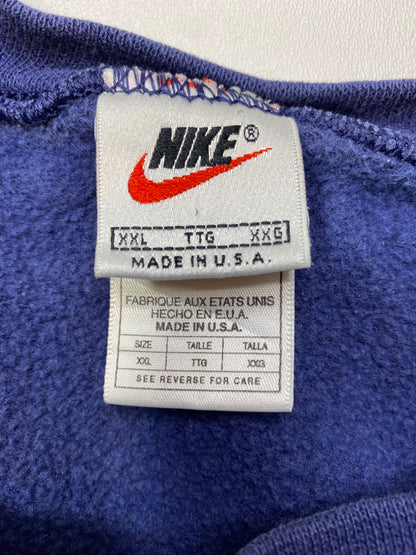 NIKE®
XXL TTG XXG
MADE IN U.S.A.
FABRIQUE AUX ETATS UNIS
HECHO EN E.U.A.
MADE IN U.S.A.
SIZE TAILLE TALLA
XXL TTG XXG
SEE REVERSE FOR CARE